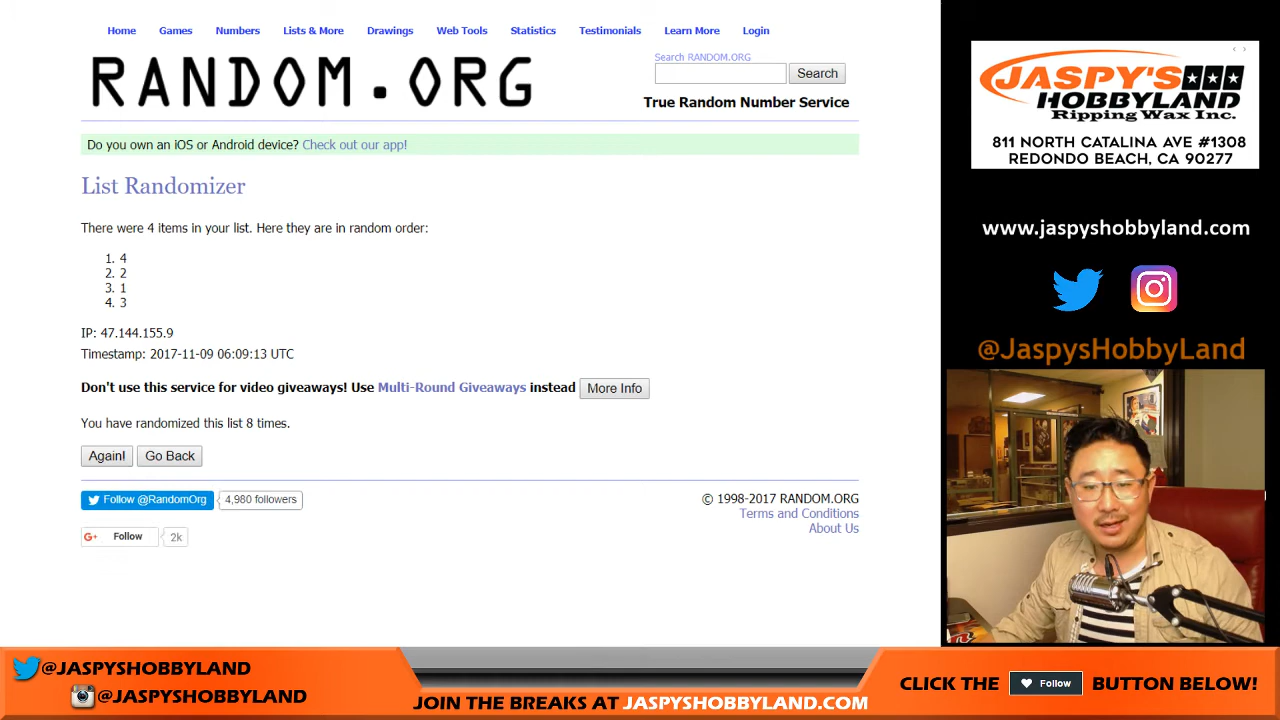 Home Games Numbers Lists & More Drawings Web Tools Statistics Testimonials Learn More Login
RANDOM.ORG
Search RANDOM.ORG
Search
True Random Number Service
Do you own an iOS or Android device? Check out our app!
List Randomizer
There were 4 items in your list. Here they are in random order:
1. 4
2. 2
3. 1
4. 3
IP: 47.144.155.9
Timestamp: 2017-11-09 06:09:13 UTC
Don't use this service for video giveaways! Use Multi-Round Giveaways instead More Info
You have randomized this list 8 times.
Again! Go Back
Follow @RandomOrg 4,980 followers
G+ Follow 2k
© 1998-2017 RANDOM.ORG
Terms and Conditions
About Us
JASPY'S
HOBBYLAND
Ripping Wax Inc.
811 NORTH CATALINA AVE #1308
REDONDO BEACH, CA 90277
www.jaspyshobbyland.com
@JaspysHobbyLand
@JASPYSHOBBYLAND
@JASPYSHOBBYLAND
JOIN THE BREAKS AT JASPYSHOBBYLAND.COM
CLICK THE Follow BUTTON BELOW!